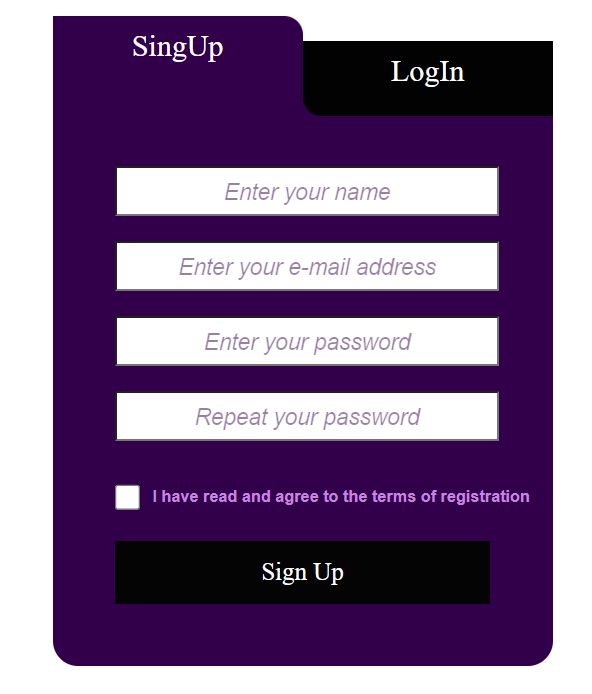 SingUp
LogIn
Enter your name
Enter your e-mail address
Enter your password
Repeat your password
I have read and agree to the terms of registration
Sign Up